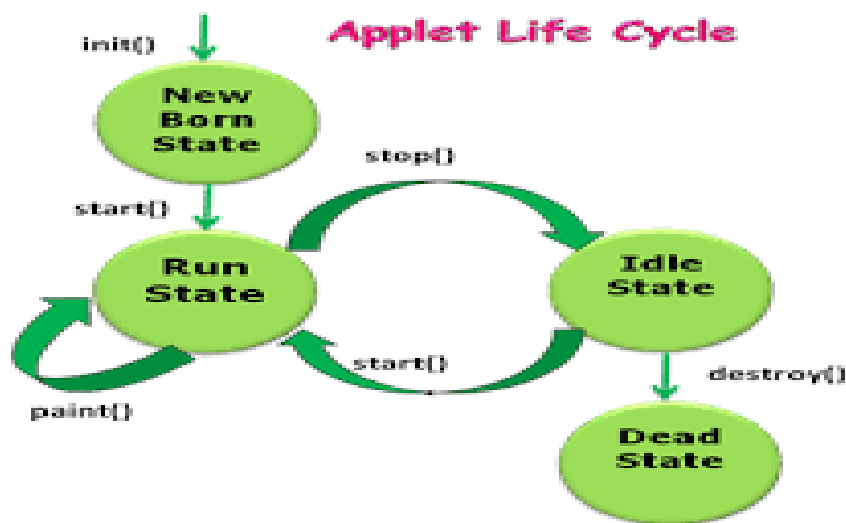 Applet Life Cycle
init()
New
Born
State
stop()
start()
Run
State
Idle
State
start()
destroy()
paint()
Dead
State